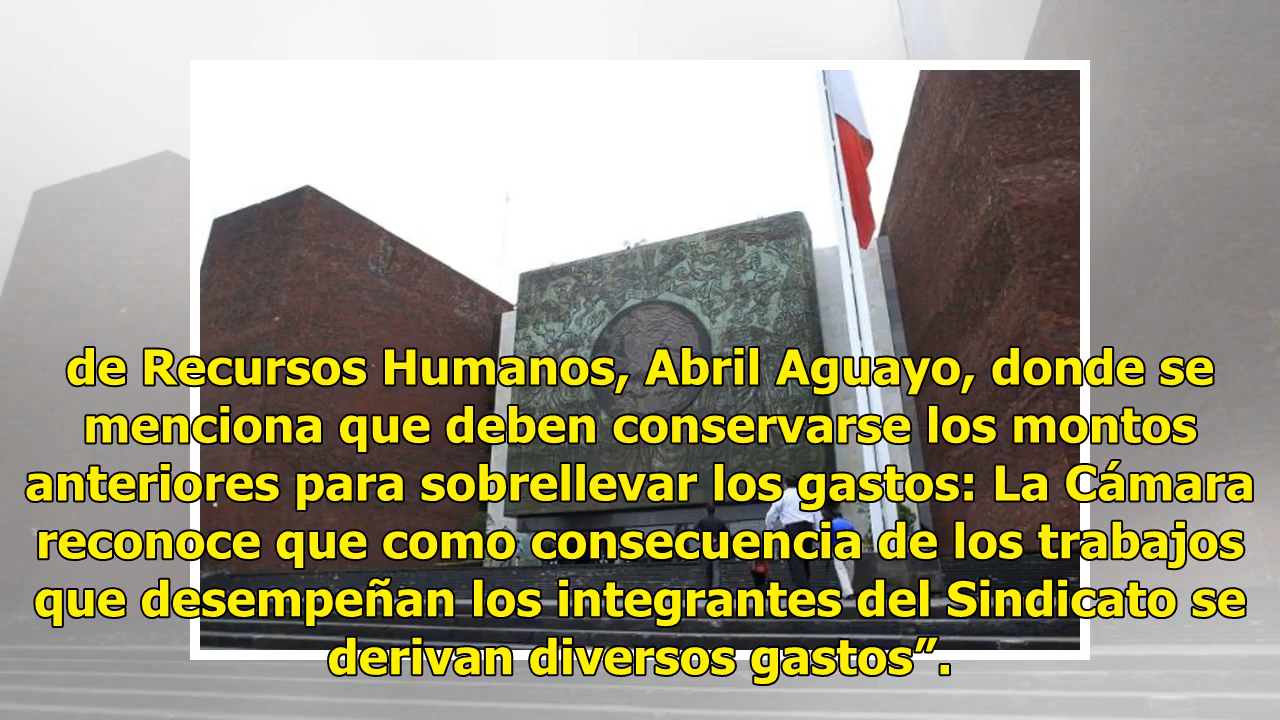 de Recursos Humanos, Abril Aguayo, donde se
menciona que deben conservarse los montos
anteriores para sobrellevar los gastos: La Cámara
reconoce que como consecuencia de los trabajos
que desempeñan los integrantes del Sindicato se
derivan diversos gastos”.